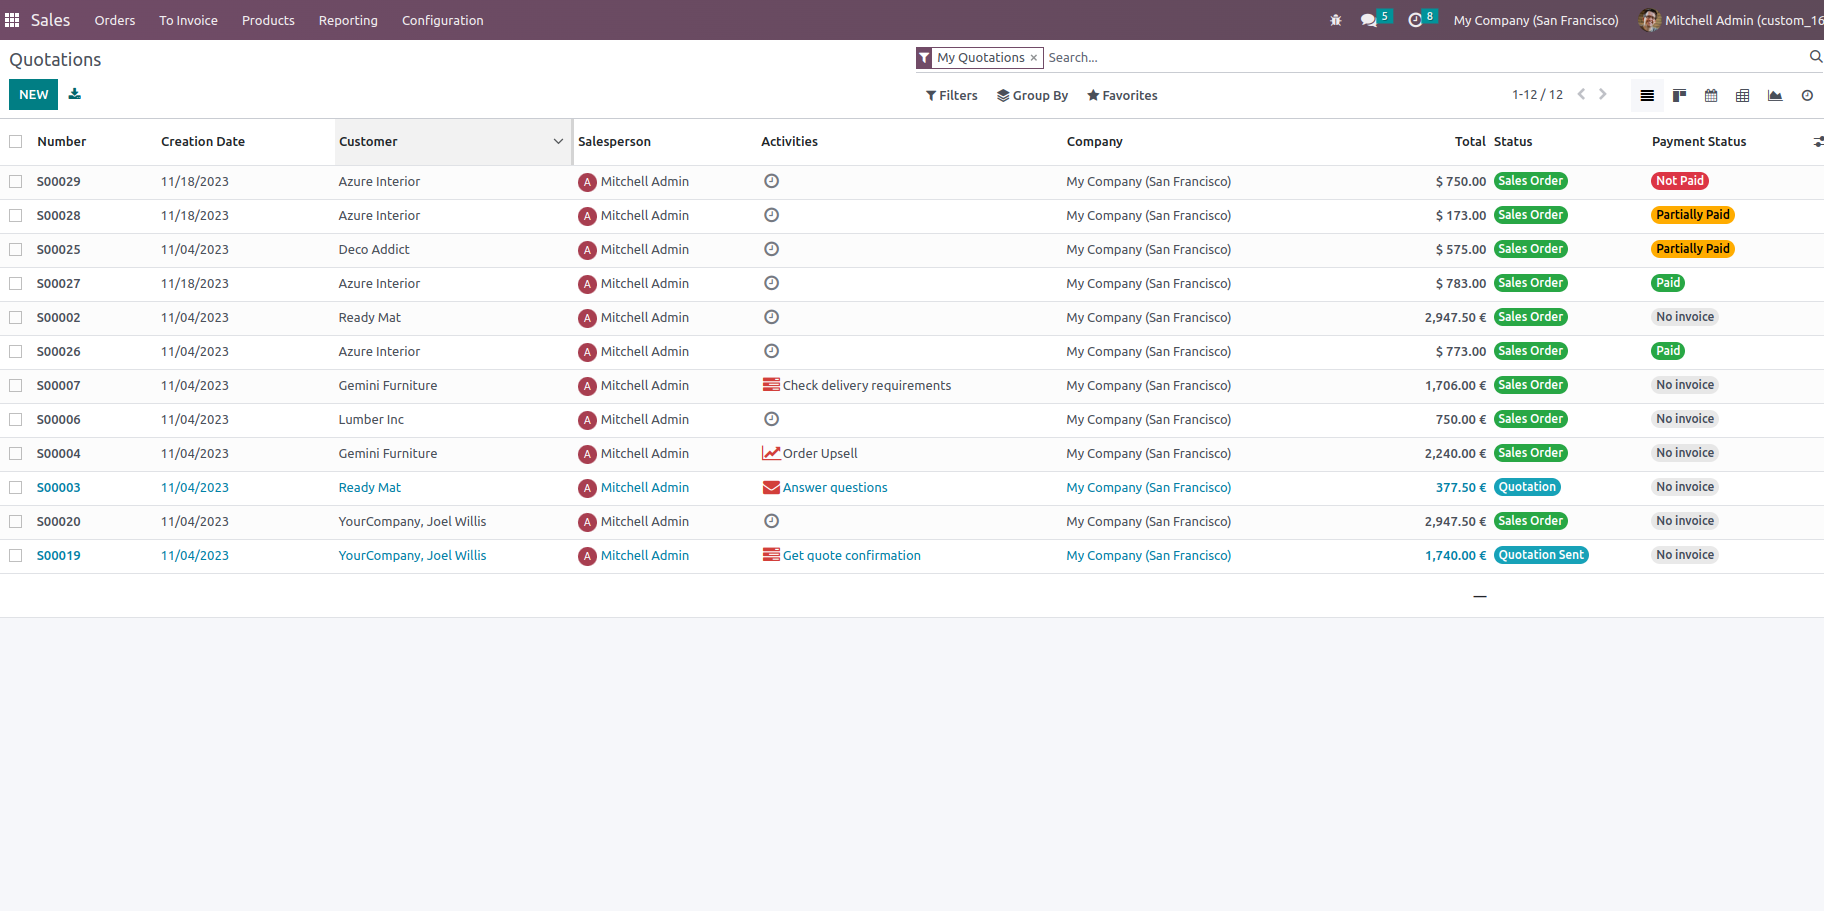 Sales Orders To Invoice Products Reporting Configuration 5 8 My Company (San Francisco) Mitchell Admin (custom_16
Quotations My Quotations × Search...
NEW Filters Group By Favorites 1-12 / 12
Number Creation Date Customer Salesperson Activities Company Total Status Payment Status
S00029 11/18/2023 Azure Interior A Mitchell Admin My Company (San Francisco) $ 750.00 Sales Order Not Paid
S00028 11/18/2023 Azure Interior A Mitchell Admin My Company (San Francisco) $ 173.00 Sales Order Partially Paid
S00025 11/04/2023 Deco Addict A Mitchell Admin My Company (San Francisco) $ 575.00 Sales Order Partially Paid
S00027 11/18/2023 Azure Interior A Mitchell Admin My Company (San Francisco) $ 783.00 Sales Order Paid
S00002 11/04/2023 Ready Mat A Mitchell Admin My Company (San Francisco) 2,947.50 € Sales Order No invoice
S00026 11/04/2023 Azure Interior A Mitchell Admin My Company (San Francisco) $ 773.00 Sales Order Paid
S00007 11/04/2023 Gemini Furniture A Mitchell Admin Check delivery requirements My Company (San Francisco) 1,706.00 € Sales Order No invoice
S00006 11/04/2023 Lumber Inc A Mitchell Admin My Company (San Francisco) 750.00 € Sales Order No invoice
S00004 11/04/2023 Gemini Furniture A Mitchell Admin Order Upsell My Company (San Francisco) 2,240.00 € Sales Order No invoice
S00003 11/04/2023 Ready Mat A Mitchell Admin Answer questions My Company (San Francisco) 377.50 € Quotation No invoice
S00020 11/04/2023 YourCompany, Joel Willis A Mitchell Admin My Company (San Francisco) 2,947.50 € Sales Order No invoice
S00019 11/04/2023 YourCompany, Joel Willis A Mitchell Admin Get quote confirmation My Company (San Francisco) 1,740.00 € Quotation Sent No invoice
—